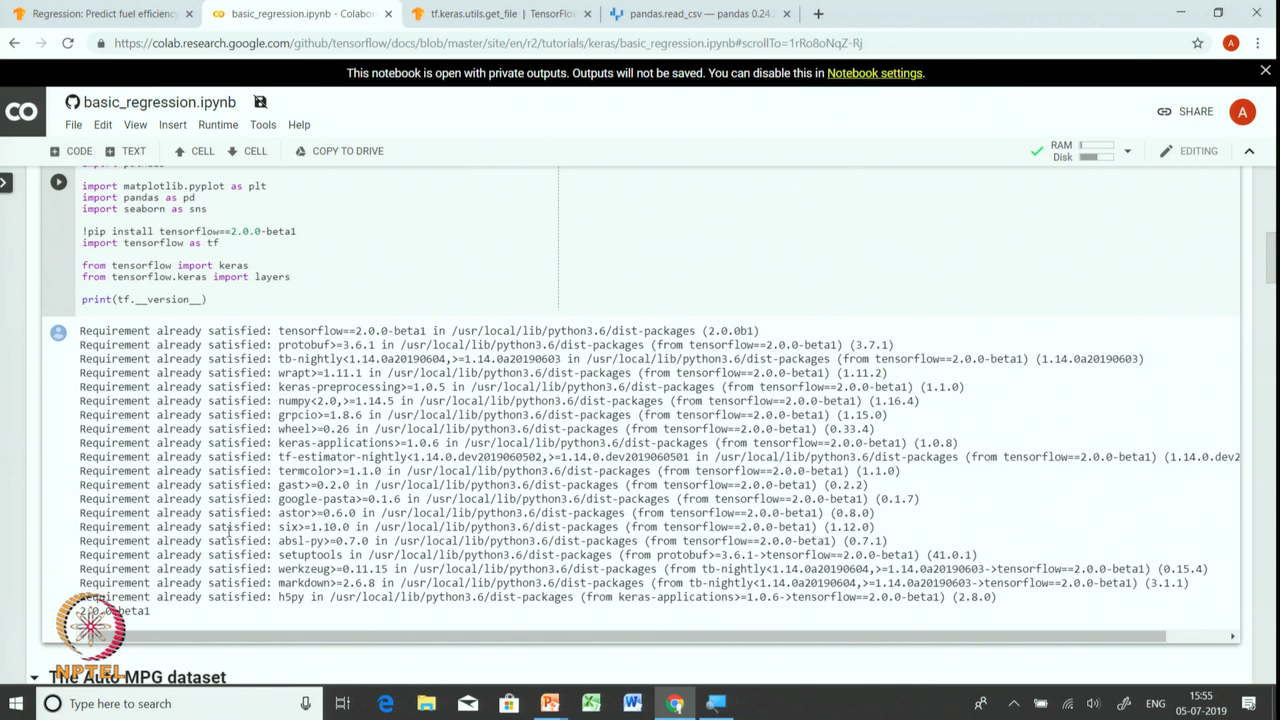 Regression: Predict fuel efficiency
basic_regression.ipynb - Colabor
tf.keras.utils.get_file | TensorFlow
pandas.read_csv — pandas 0.24.
https://colab.research.google.com/github/tensorflow/docs/blob/master/site/en/r2/tutorials/keras/basic_regression.ipynb#scrollTo=1rRo8oNqZ-Rj
A
This notebook is open with private outputs. Outputs will not be saved. You can disable this in Notebook settings.
CO
basic_regression.ipynb
SHARE
A
File Edit View Insert Runtime Tools Help
CODE TEXT CELL CELL COPY TO DRIVE
RAM
Disk
EDITING
import matplotlib.pyplot as plt
import pandas as pd
import seaborn as sns
!pip install tensorflow==2.0.0-beta1
import tensorflow as tf
from tensorflow import keras
from tensorflow.keras import layers
print(tf.__version__)
Requirement already satisfied: tensorflow==2.0.0-beta1 in /usr/local/lib/python3.6/dist-packages (2.0.0b1)
Requirement already satisfied: protobuf>=3.6.1 in /usr/local/lib/python3.6/dist-packages (from tensorflow==2.0.0-beta1) (3.7.1)
Requirement already satisfied: tb-nightly<1.14.0a20190604,>=1.14.0a20190603 in /usr/local/lib/python3.6/dist-packages (from tensorflow==2.0.0-beta1) (1.14.0a20190603)
Requirement already satisfied: wrapt>=1.11.1 in /usr/local/lib/python3.6/dist-packages (from tensorflow==2.0.0-beta1) (1.11.2)
Requirement already satisfied: keras-preprocessing>=1.0.5 in /usr/local/lib/python3.6/dist-packages (from tensorflow==2.0.0-beta1) (1.1.0)
Requirement already satisfied: numpy<2.0,>=1.14.5 in /usr/local/lib/python3.6/dist-packages (from tensorflow==2.0.0-beta1) (1.16.4)
Requirement already satisfied: grpcio>=1.8.6 in /usr/local/lib/python3.6/dist-packages (from tensorflow==2.0.0-beta1) (1.15.0)
Requirement already satisfied: wheel>=0.26 in /usr/local/lib/python3.6/dist-packages (from tensorflow==2.0.0-beta1) (0.33.4)
Requirement already satisfied: keras-applications>=1.0.6 in /usr/local/lib/python3.6/dist-packages (from tensorflow==2.0.0-beta1) (1.0.8)
Requirement already satisfied: tf-estimator-nightly<1.14.0.dev2019060502,>=1.14.0.dev2019060501 in /usr/local/lib/python3.6/dist-packages (from tensorflow==2.0.0-beta1) (1.14.0.dev2
Requirement already satisfied: termcolor>=1.1.0 in /usr/local/lib/python3.6/dist-packages (from tensorflow==2.0.0-beta1) (1.1.0)
Requirement already satisfied: gast>=0.2.0 in /usr/local/lib/python3.6/dist-packages (from tensorflow==2.0.0-beta1) (0.2.2)
Requirement already satisfied: google-pasta>=0.1.6 in /usr/local/lib/python3.6/dist-packages (from tensorflow==2.0.0-beta1) (0.1.7)
Requirement already satisfied: astor>=0.6.0 in /usr/local/lib/python3.6/dist-packages (from tensorflow==2.0.0-beta1) (0.8.0)
Requirement already satisfied: six>=1.10.0 in /usr/local/lib/python3.6/dist-packages (from tensorflow==2.0.0-beta1) (1.12.0)
Requirement already satisfied: absl-py>=0.7.0 in /usr/local/lib/python3.6/dist-packages (from tensorflow==2.0.0-beta1) (0.7.1)
Requirement already satisfied: setuptools in /usr/local/lib/python3.6/dist-packages (from protobuf>=3.6.1->tensorflow==2.0.0-beta1) (41.0.1)
Requirement already satisfied: werkzeug>=0.11.15 in /usr/local/lib/python3.6/dist-packages (from tb-nightly<1.14.0a20190604,>=1.14.0a20190603->tensorflow==2.0.0-beta1) (0.15.4)
Requirement already satisfied: markdown>=2.6.8 in /usr/local/lib/python3.6/dist-packages (from tb-nightly<1.14.0a20190604,>=1.14.0a20190603->tensorflow==2.0.0-beta1) (3.1.1)
Requirement already satisfied: h5py in /usr/local/lib/python3.6/dist-packages (from keras-applications>=1.0.6->tensorflow==2.0.0-beta1) (2.8.0)
2.0.0-beta1
NPTEL
The Auto MPG dataset
Type here to search
ENG
15:55
05-07-2019